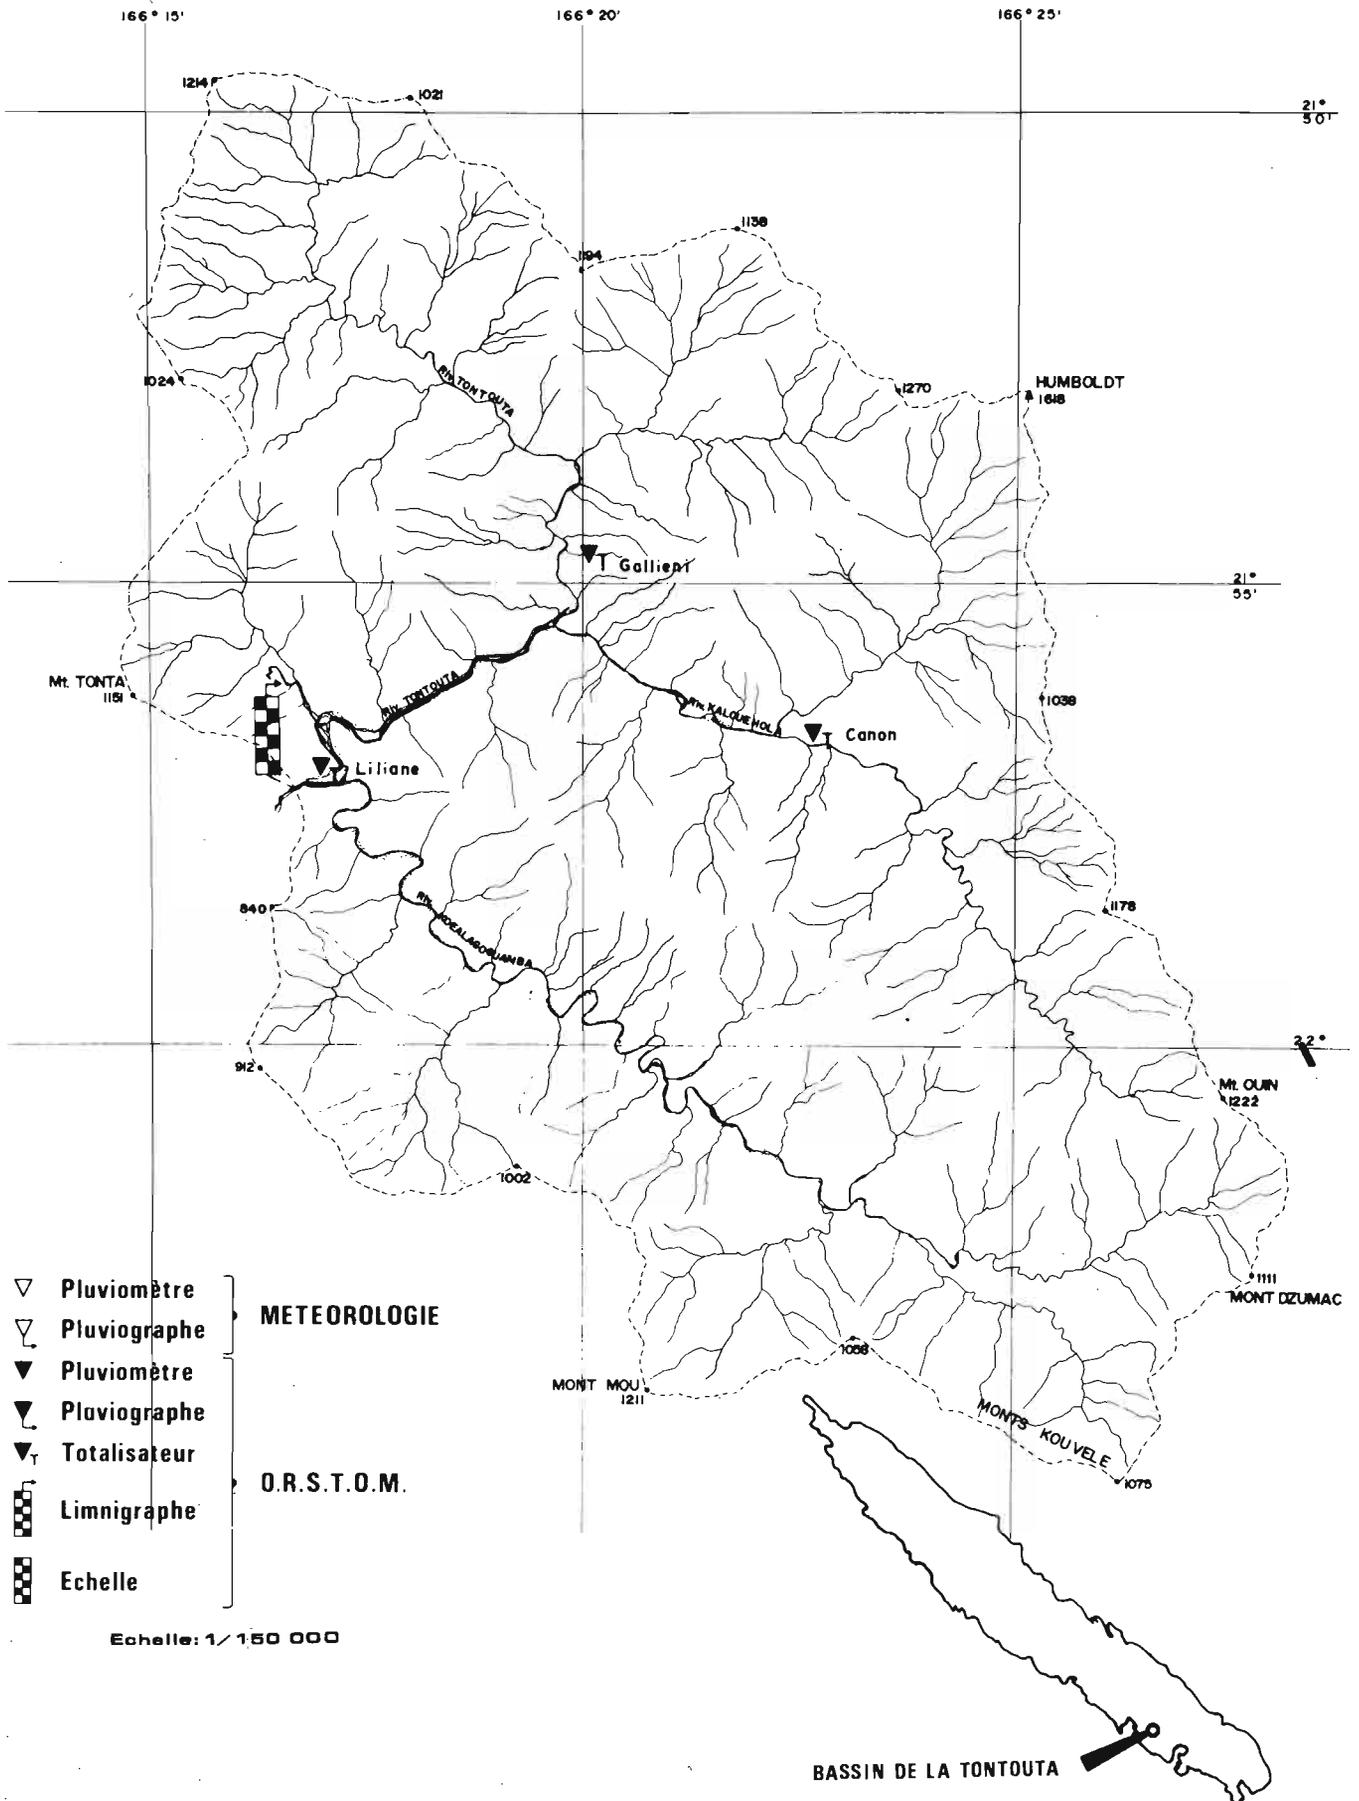 166° 15'
166° 20'
166° 25'
1214
1021
21°
50'
1138
1194
1024
Riv. TONTOUTA
1270
HUMBOLDT
1618
T Gallieni
21°
55'
Mt. TONTA
1151
Riv. TONTOUTA
Riv. KALOUEHOLA
1038
T Canon
T Liliane
840
Riv.
1178
912
22°
Mt. OUIN
1222
1002
1111
MONT DZUMAC
Pluviomètre
Pluviographe
METEOROLOGIE
Pluviomètre
Pluviographe
T Totalisateur
Limnigraphe
Echelle
O.R.S.T.O.M.
1058
MONT MOU
1211
MONTS KOUVELE
1075
Echelle: 1/150 000
BASSIN DE LA TONTOUTA